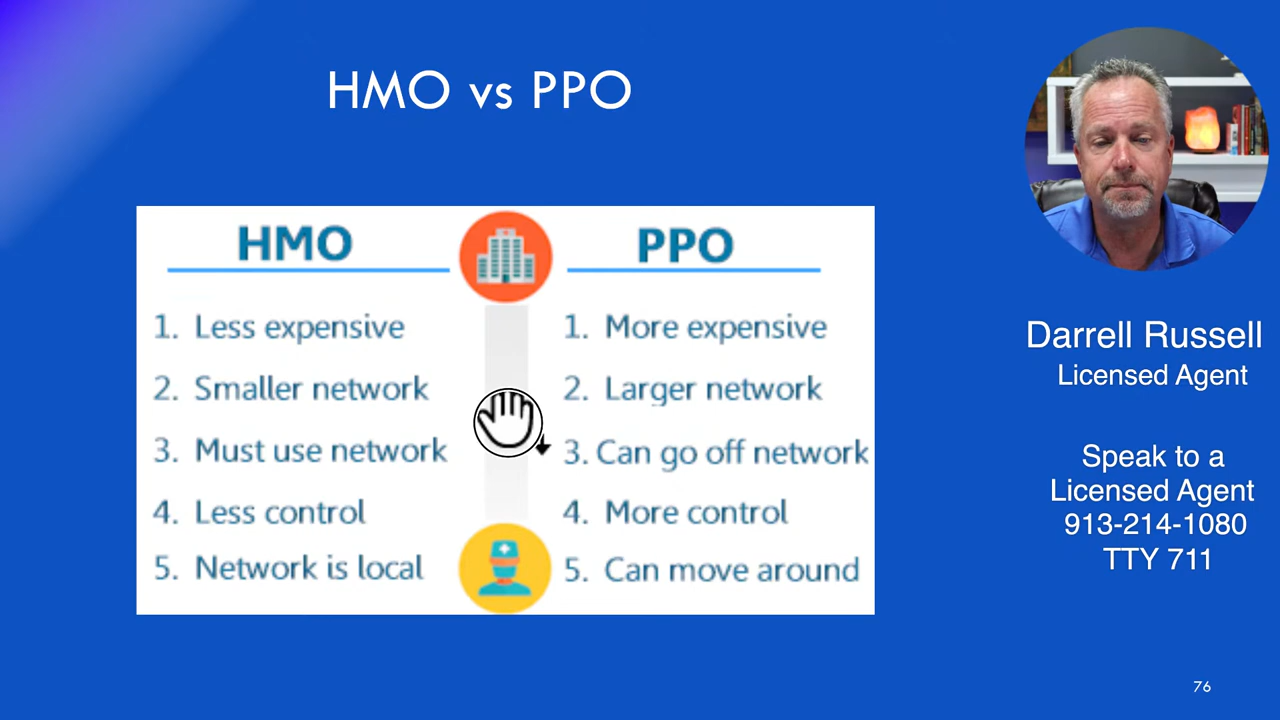 HMO vs PPO
HMO
1. Less expensive
2. Smaller network
3. Must use network
4. Less control
5. Network is local
PPO
1. More expensive
2. Larger network
3. Can go off network
4. More control
5. Can move around
Darrell Russell
Licensed Agent
Speak to a
Licensed Agent
913-214-1080
TTY 711
76